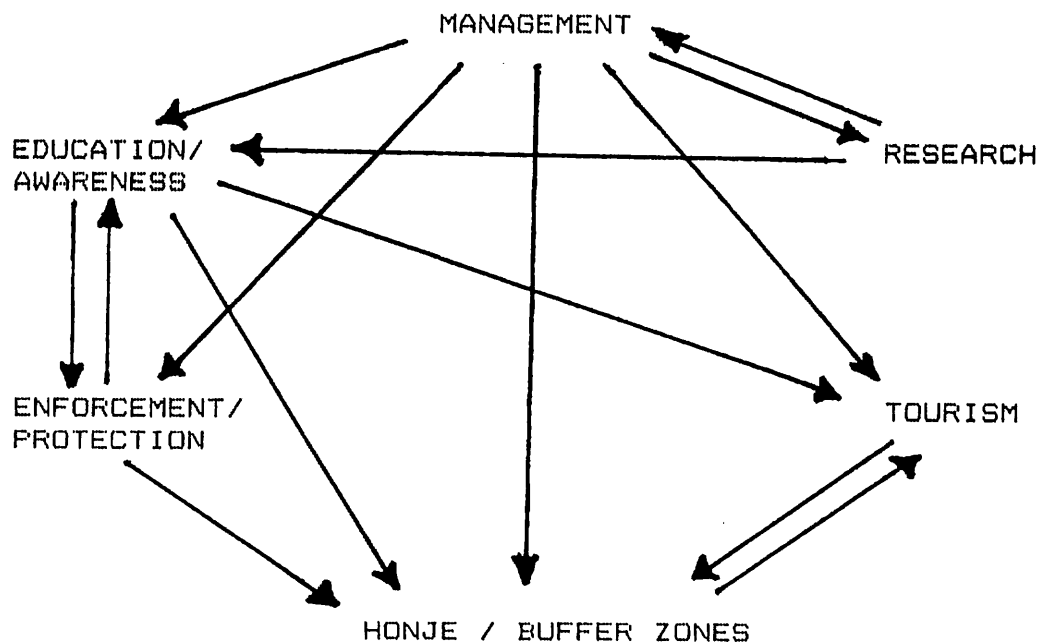 MANAGEMENT
EDUCATION/
AWARENESS
RESEARCH
ENFORCEMENT/
PROTECTION
TOURISM
HONJE / BUFFER ZONES